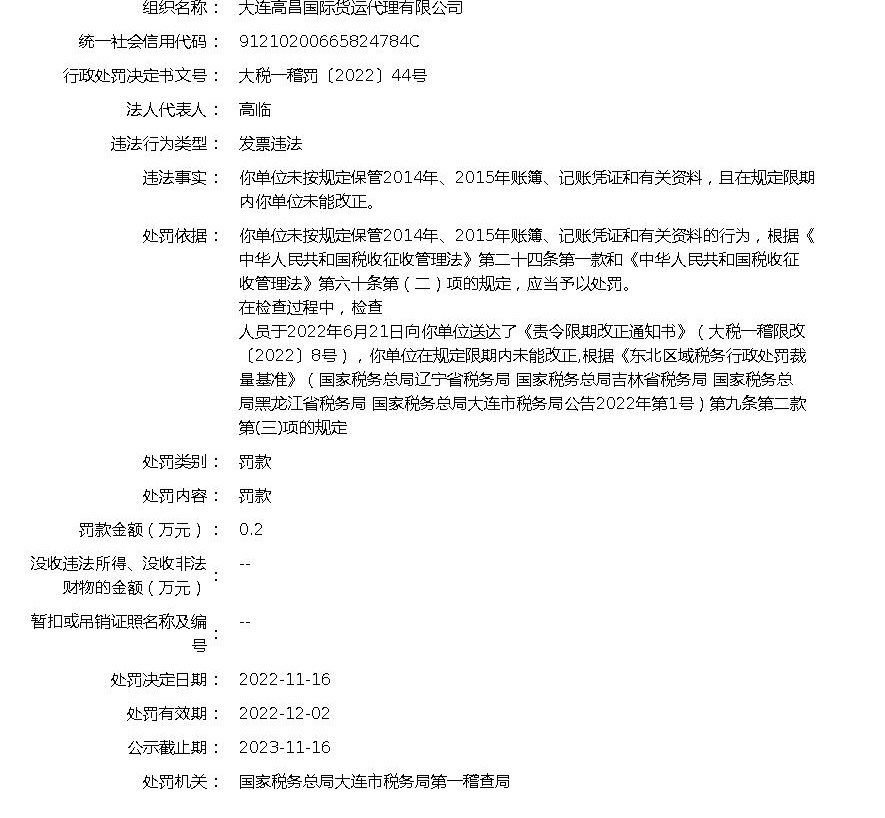 组织名称： 大连高昌国际货运代理有限公司
统一社会信用代码： 91210200665824784C
行政处罚决定书文号： 大税一稽罚〔2022〕44号
法人代表人： 高临
违法行为类型： 发票违法
违法事实： 你单位未按规定保管2014年、2015年账簿、记账凭证和有关资料，且在规定限期
内你单位未能改正。
处罚依据： 你单位未按规定保管2014年、2015年账簿、记账凭证和有关资料的行为，根据《
中华人民共和国税收征收管理法》第二十四条第一款和《中华人民共和国税收征
收管理法》第六十条第（二）项的规定，应当予以处罚。
在检查过程中，检查
人员于2022年6月21日向你单位送达了《责令限期改正通知书》（大税一稽限改
〔2022〕8号），你单位在规定限期内未能改正,根据《东北区域税务行政处罚裁
量基准》（国家税务总局辽宁省税务局 国家税务总局吉林省税务局 国家税务总
局黑龙江省税务局 国家税务总局大连市税务局公告2022年第1号）第九条第二款
第(三)项的规定
处罚类别： 罚款
处罚内容： 罚款
罚款金额（万元）： 0.2
没收违法所得、没收非法
财物的金额（万元）： --
暂扣或吊销证照名称及编
号： --
处罚决定日期： 2022-11-16
处罚有效期： 2022-12-02
公示截止期： 2023-11-16
处罚机关： 国家税务总局大连市税务局第一稽查局